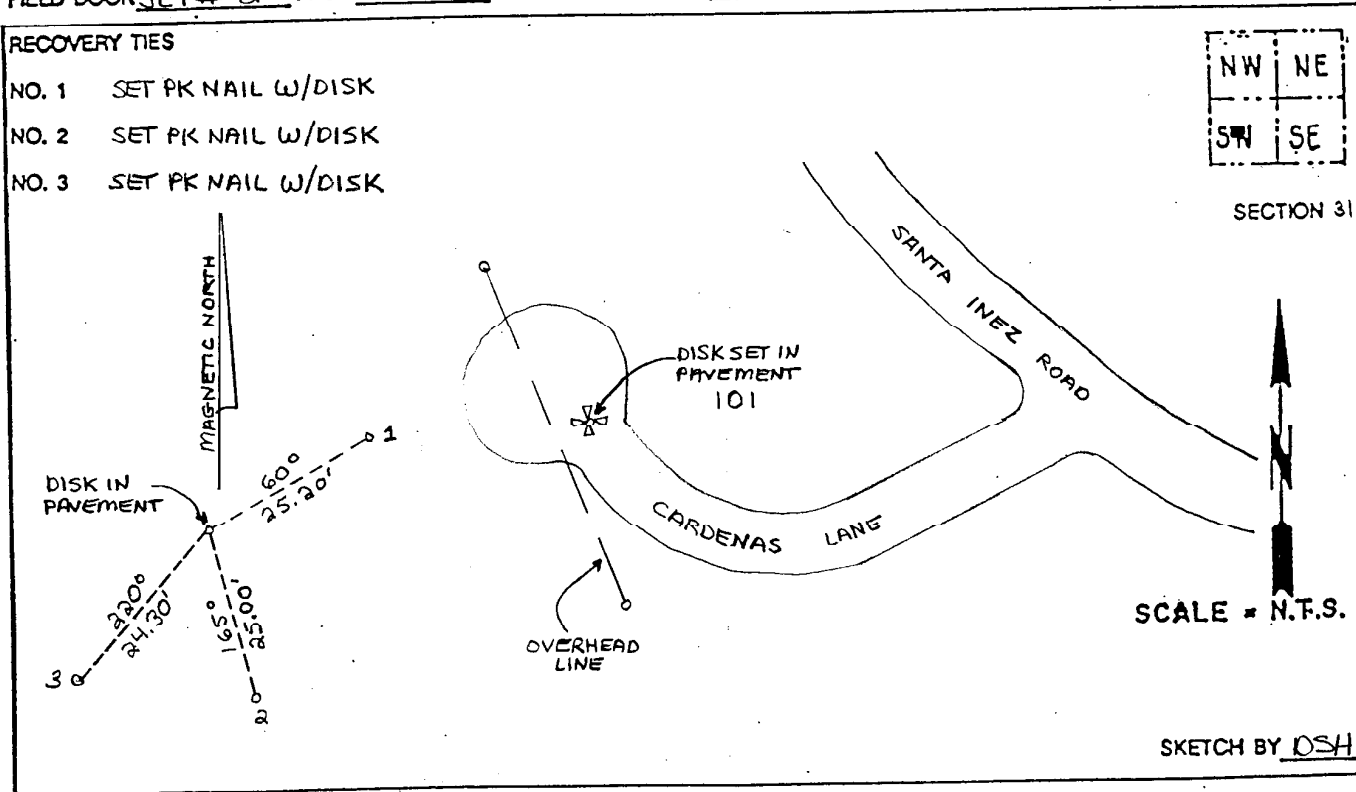 RECOVERY TIES
NO. 1 SET PK NAIL W/DISK
NO. 2 SET PK NAIL W/DISK
NO. 3 SET PK NAIL W/DISK
NW NE
SW SE
SECTION 31
MAGNETIC NORTH
SANTA INEZ ROAD
DISK SET IN
PAVEMENT
101
1
60°
25.20'
DISK IN
PAVEMENT
CARDENAS LANE
N
220°
24.30'
165°
25.00'
SCALE = N.T.S.
OVERHEAD
LINE
3
2
SKETCH BY DSH